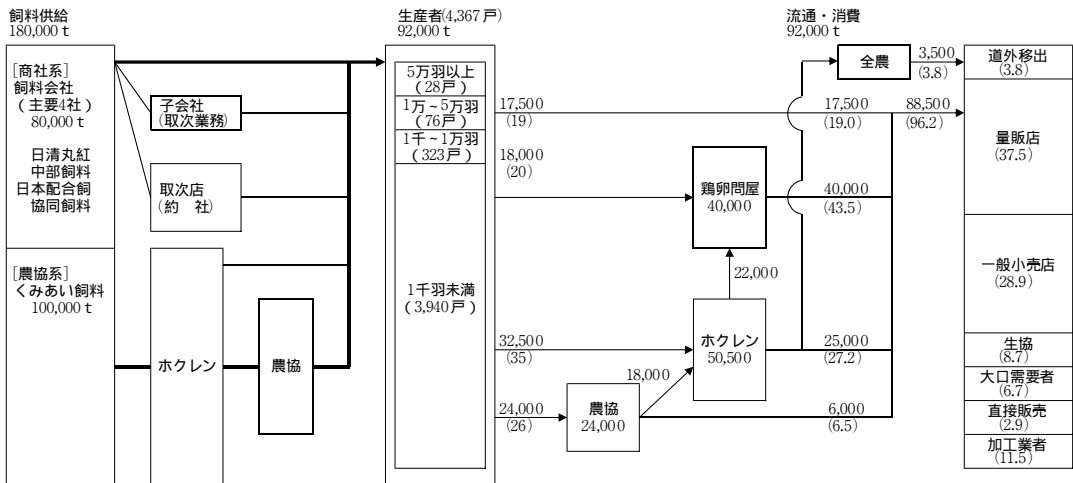 飼料供給
180,000 t
[商社系]
飼料会社
(主要4社)
80,000 t
日清丸紅
中部飼料
日本配合飼
協同飼料
[農協系]
くみあい飼料
100,000 t
子会社
(取次業務)
取次店
(約 社)
ホクレン
農協
生産者(4,367戸)
92,000 t
5万羽以上
(28戸)
1万~5万羽
(76戸)
1千~1万羽
(323戸)
1千羽未満
(3,940戸)
17,500
(19)
18,000
(20)
32,500
(35)
24,000
(26)
農協
24,000
18,000
ホクレン
50,500
22,000
鶏卵問屋
40,000
流通・消費
92,000 t
全農
3,500
(3.8)
17,500
(19.0)
88,500
(96.2)
40,000
(43.5)
25,000
(27.2)
6,000
(6.5)
道外移出
(3.8)
量販店
(37.5)
一般小売店
(28.9)
生協
(8.7)
大口需要者
(6.7)
直接販売
(2.9)
加工業者
(11.5)